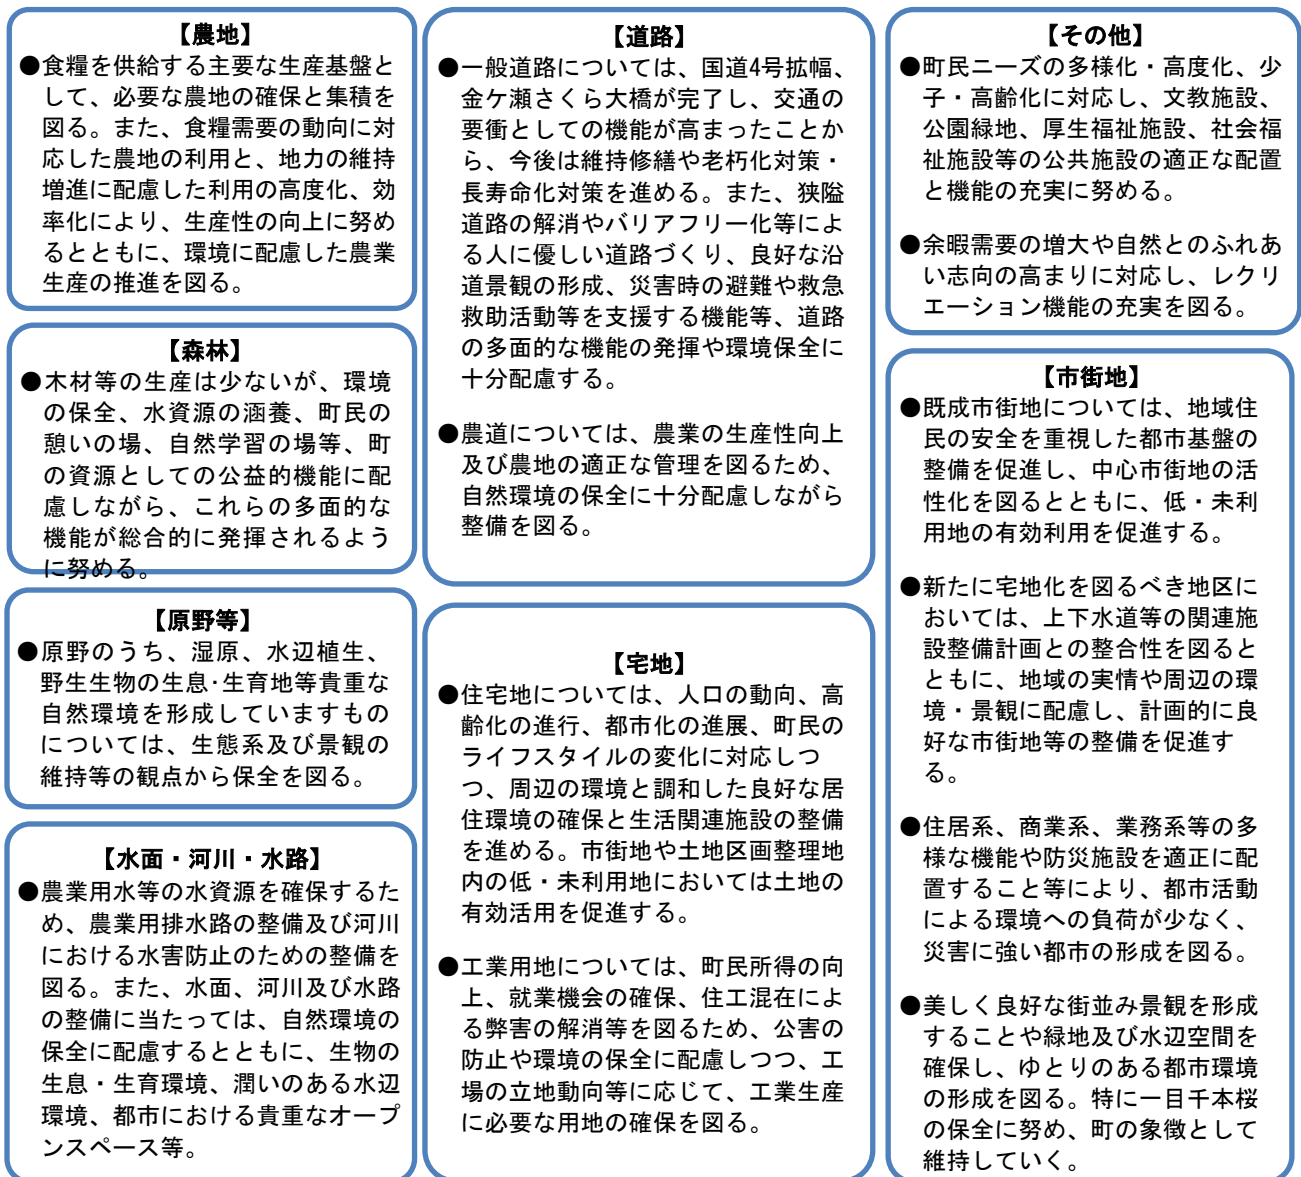 【農地】
●食糧を供給する主要な生産基盤と
して、必要な農地の確保と集積を
図る。また、食糧需要の動向に対
応した農地の利用と、地力の維持
増進に配慮した利用の高度化、効
率化により、生産性の向上に努め
るとともに、環境に配慮した農業
生産の推進を図る。
【森林】
●木材等の生産は少ないが、環境
の保全、水資源の涵養、町民の
憩いの場、自然学習の場等、町
の資源としての公益的機能に配
慮しながら、これらの多面的な
機能が総合的に発揮されるよう
に努める。
【原野等】
●原野のうち、湿原、水辺植生、
野生生物の生息･生育地等貴重な
自然環境を形成していますもの
については、生態系及び景観の
維持等の観点から保全を図る。
【水面・河川・水路】
●農業用水等の水資源を確保するた
め、農業用排水路の整備及び河川
における水害防止のための整備を
図る。また、水面、河川及び水路
の整備に当たっては、自然環境の
保全に配慮するとともに、生物の
生息・生育環境、潤いのある水辺
環境、都市における貴重なオープ
ンスペース等。
【道路】
●一般道路については、国道4号拡幅、
金ケ瀬さくら大橋が完了し、交通の
要衝としての機能が高まったことか
ら、今後は維持修繕や老朽化対策・
長寿命化対策を進める。また、狭隘
道路の解消やバリアフリー化等によ
る人に優しい道路づくり、良好な沿
道景観の形成、災害時の避難や救急
救助活動等を支援する機能等、道路
の多面的な機能の発揮や環境保全に
十分配慮する。
●農道については、農業の生産性向上
及び農地の適正な管理を図るため、
自然環境の保全に十分配慮しながら
整備を図る。
【宅地】
●住宅地については、人口の動向、高
齢化の進行、都市化の進展、町民の
ライフスタイルの変化に対応しつ
つ、周辺の環境と調和した良好な居
住環境の確保と生活関連施設の整備
を進める。市街地や土地区画整理地
内の低・未利用地においては土地の
有効活用を促進する。
●工業用地については、町民所得の向
上、就業機会の確保、住工混在によ
る弊害の解消等を図るため、公害の
防止や環境の保全に配慮しつつ、工
場の立地動向等に応じて、工業生産
に必要な用地の確保を図る。
【その他】
●町民ニーズの多様化・高度化、少
子・高齢化に対応し、文教施設、
公園緑地、厚生福祉施設、社会福
祉施設等の公共施設の適正な配置
と機能の充実に努める。
●余暇需要の増大や自然とのふれあ
い志向の高まりに対応し、レクリ
エーション機能の充実を図る。
【市街地】
●既成市街地については、地域住
民の安全を重視した都市基盤の
整備を促進し、中心市街地の活
性化を図るとともに、低・未利
用地の有効利用を促進する。
●新たに宅地化を図るべき地区に
おいては、上下水道等の関連施
設整備計画との整合性を図ると
ともに、地域の実情や周辺の環
境・景観に配慮し、計画的に良
好な市街地等の整備を促進す
る。
●住居系、商業系、業務系等の多
様な機能や防災施設を適正に配
置すること等により、都市活動
による環境への負荷が少なく、
災害に強い都市の形成を図る。
●美しく良好な街並み景観を形成
することや緑地及び水辺空間を
確保し、ゆとりのある都市環境
の形成を図る。特に一目千本桜
の保全に努め、町の象徴として
維持していく。